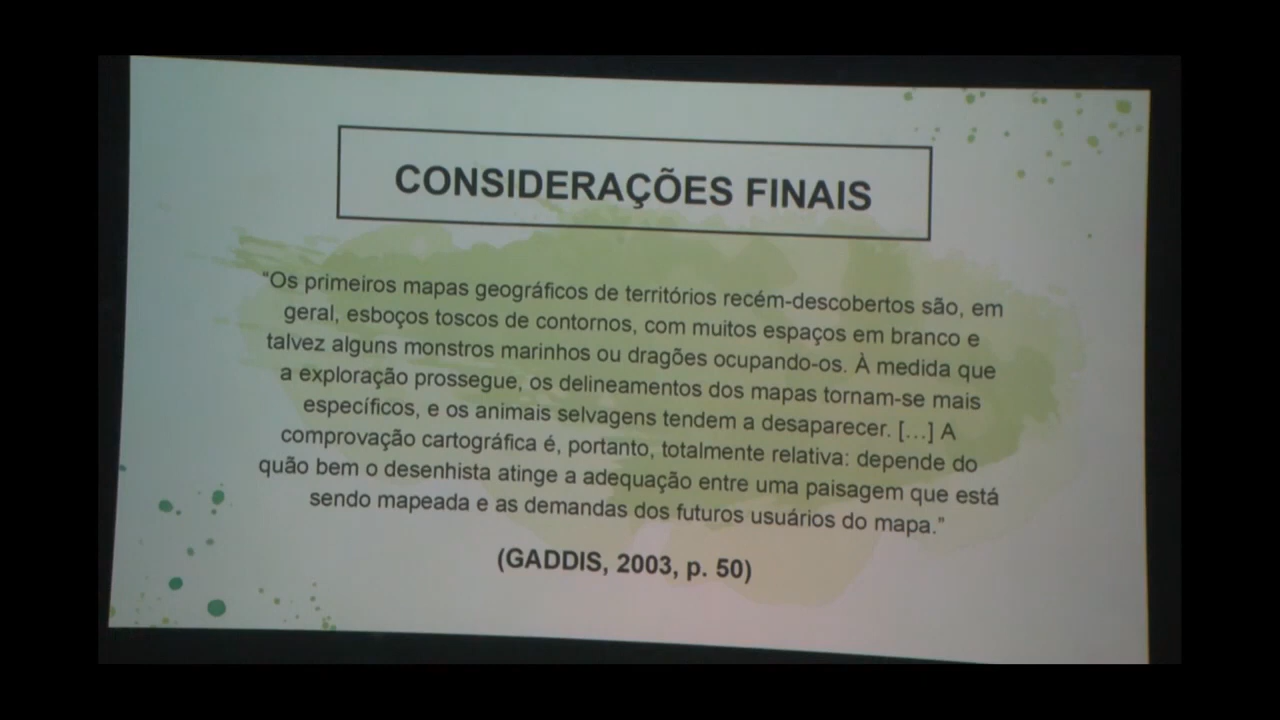 CONSIDERAÇÕES FINAIS
“Os primeiros mapas geográficos de territórios recém-descobertos são, em
geral, esboços toscos de contornos, com muitos espaços em branco e
talvez alguns monstros marinhos ou dragões ocupando-os. À medida que
a exploração prossegue, os delineamentos dos mapas tornam-se mais
específicos, e os animais selvagens tendem a desaparecer. [...] A
comprovação cartográfica é, portanto, totalmente relativa: depende do
quão bem o desenhista atinge a adequação entre uma paisagem que está
sendo mapeada e as demandas dos futuros usuários do mapa.”
(GADDIS, 2003, p. 50)